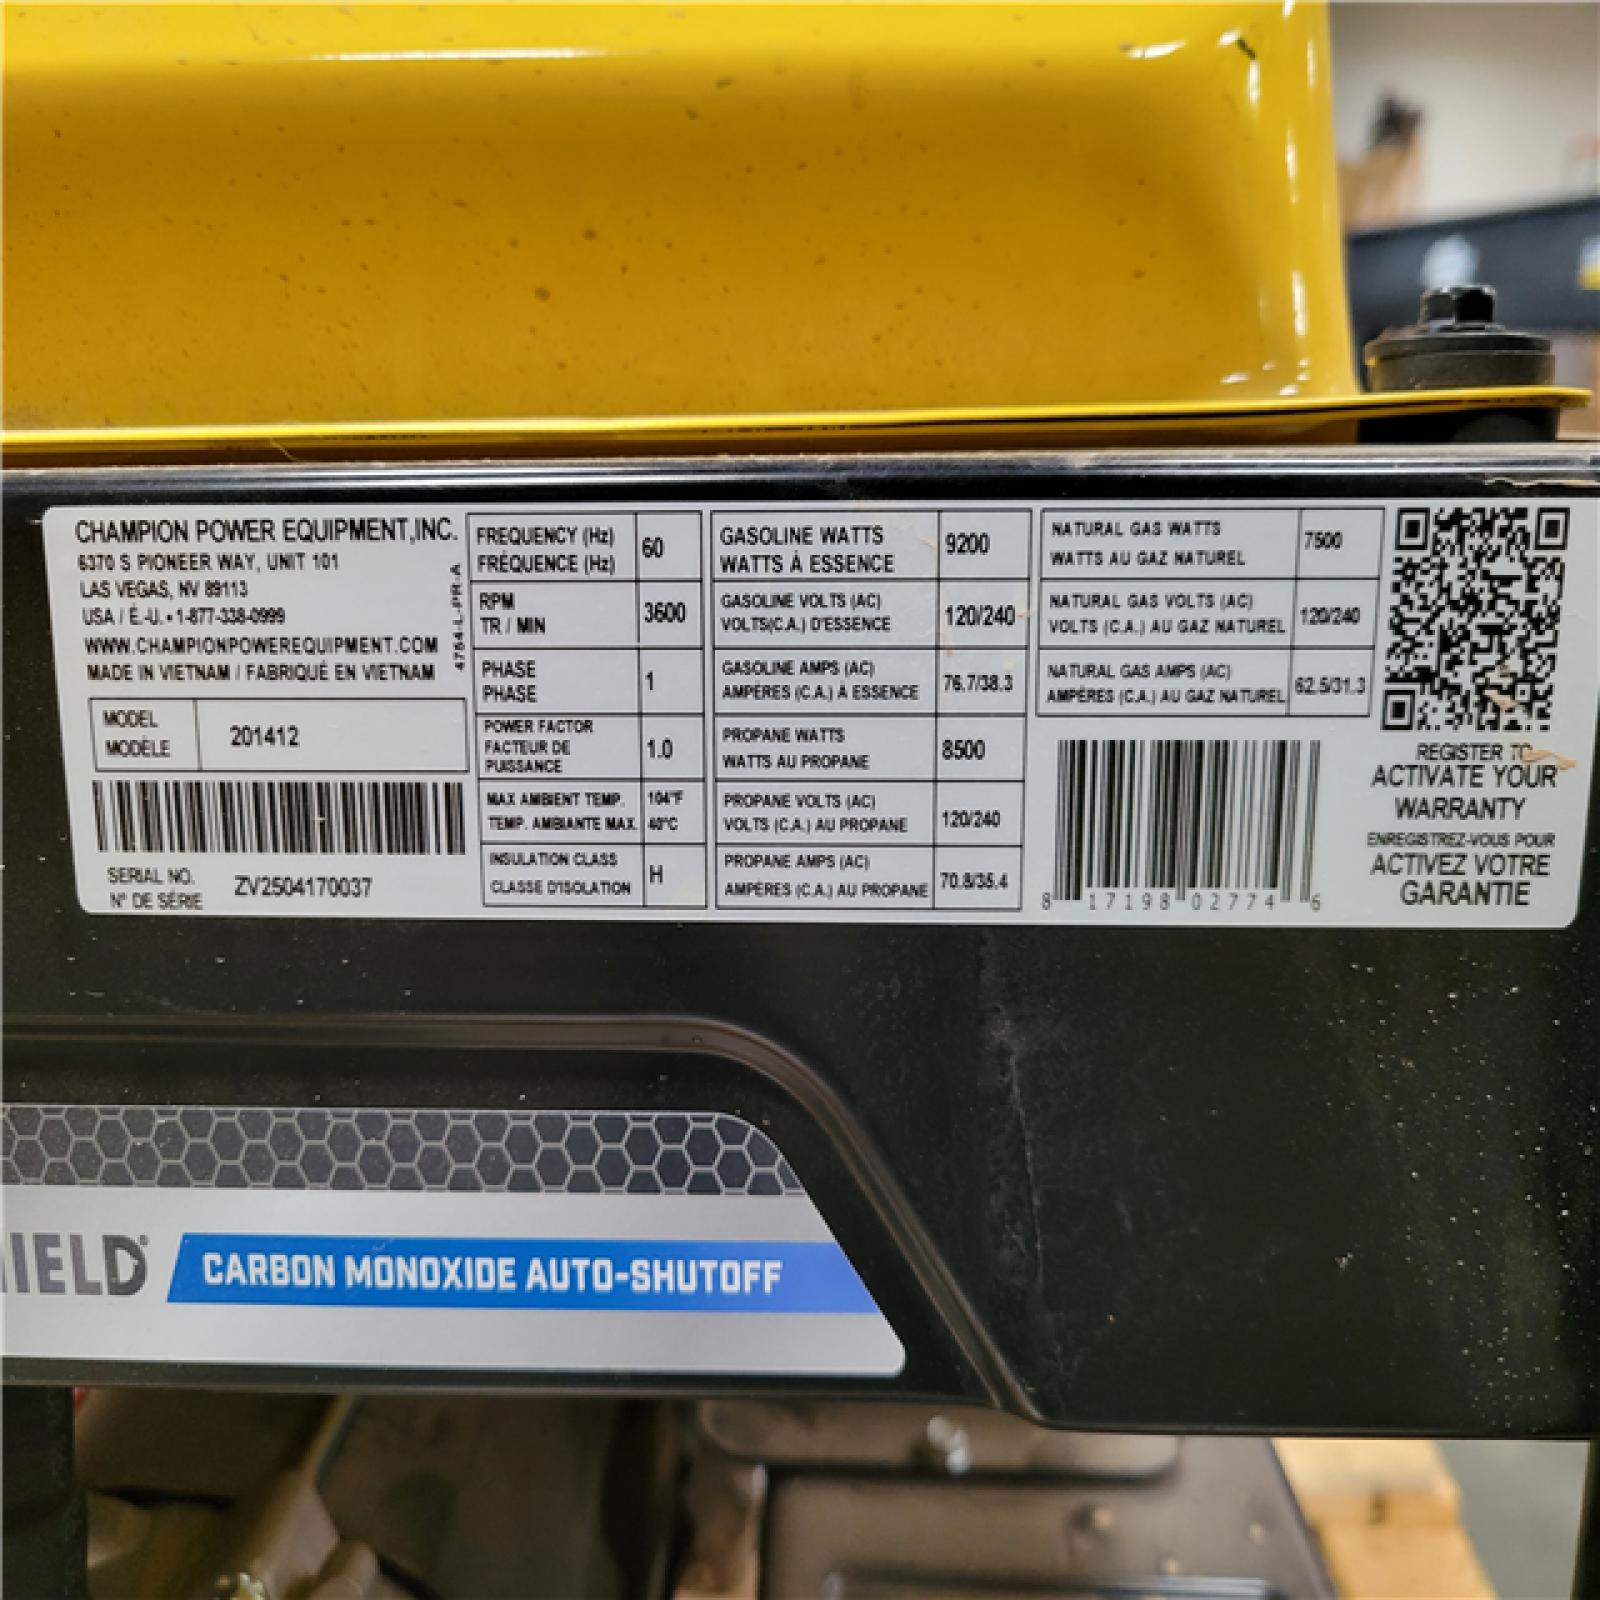 CHAMPION POWER EQUIPMENT,INC.
6370 S PIONEER WAY, UNIT 101
LAS VEGAS, NV 89113
USA / É.-U. • 1-877-338-0999
WWW.CHAMPIONPOWEREQUIPMENT.COM
MADE IN VIETNAM / FABRIQUÉ EN VIETNAM
4754-L-PR-A
MODEL
MODÈLE
201412
SERIAL NO.
N° DE SÉRIE
ZV2504170037
FREQUENCY (Hz)
FRÉQUENCE (Hz)
60
RPM
TR / MIN
3600
PHASE
PHASE
1
POWER FACTOR
FACTEUR DE
PUISSANCE
1.0
MAX AMBIENT TEMP.
TEMP. AMBIANTE MAX.
104°F
40°C
INSULATION CLASS
CLASSE D'ISOLATION
H
GASOLINE WATTS
WATTS À ESSENCE
9200
GASOLINE VOLTS (AC)
VOLTS(C.A.) D'ESSENCE
120/240
GASOLINE AMPS (AC)
AMPÈRES (C.A.) À ESSENCE
76.7/38.3
PROPANE WATTS
WATTS AU PROPANE
8500
PROPANE VOLTS (AC)
VOLTS (C.A.) AU PROPANE
120/240
PROPANE AMPS (AC)
AMPÈRES (C.A.) AU PROPANE
70.8/35.4
NATURAL GAS WATTS
WATTS AU GAZ NATUREL
7500
NATURAL GAS VOLTS (AC)
VOLTS (C.A.) AU GAZ NATUREL
120/240
NATURAL GAS AMPS (AC)
AMPÈRES (C.A.) AU GAZ NATUREL
62.5/31.3
8 17198 02774 6
REGISTER TO
ACTIVATE YOUR
WARRANTY
ENREGISTREZ-VOUS POUR
ACTIVEZ VOTRE
GARANTIE
IELD®
CARBON MONOXIDE AUTO-SHUTOFF